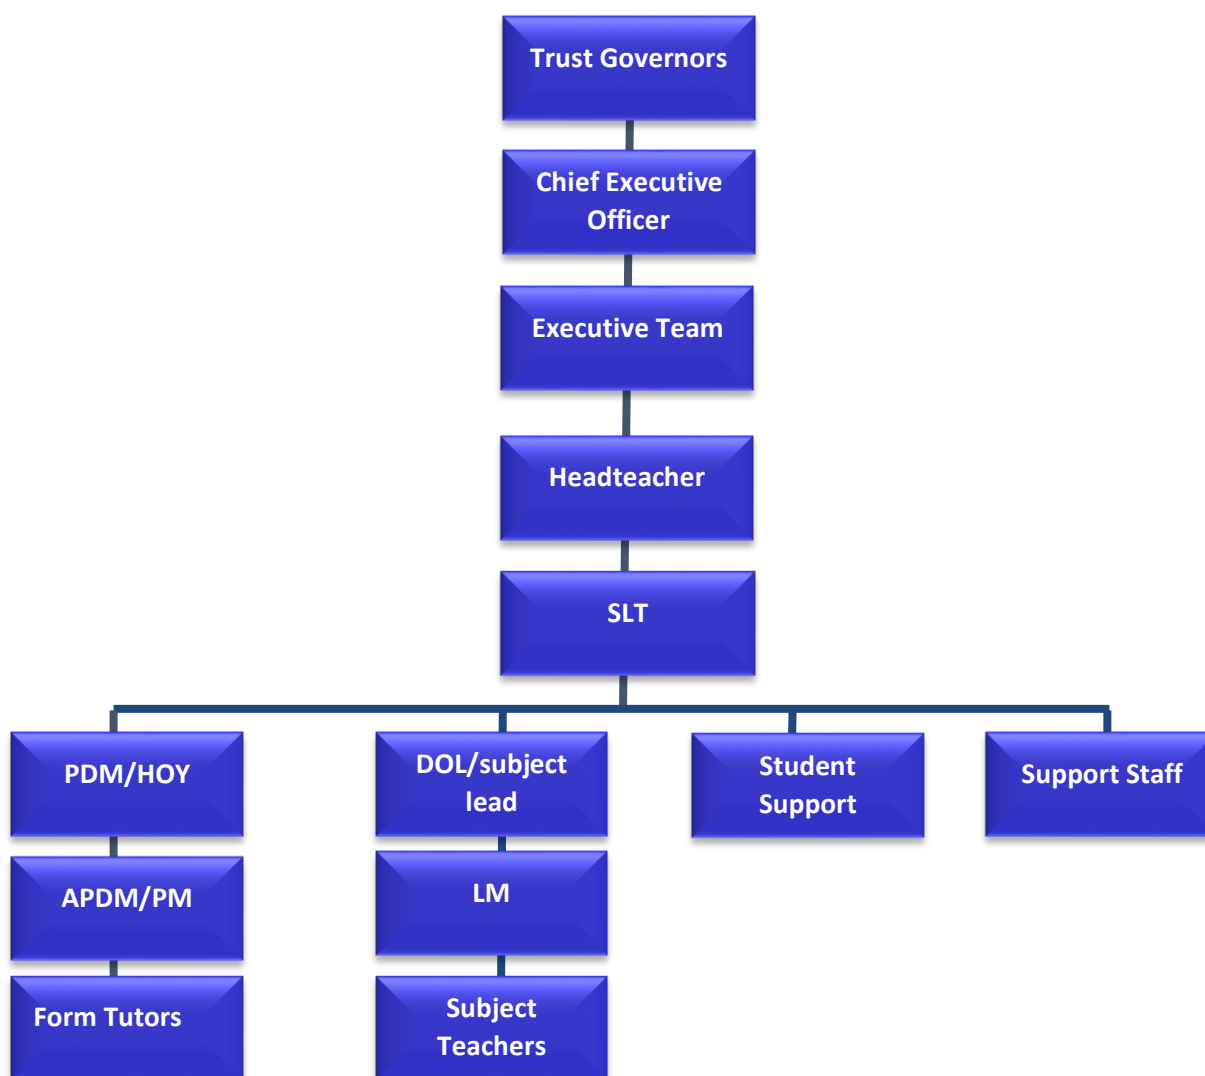 Trust Governors
Chief Executive
Officer
Executive Team
Headteacher
SLT
PDM/HOY
DOL/subject
lead
Student
Support
Support Staff
APDM/PM
LM
Form Tutors
Subject
Teachers